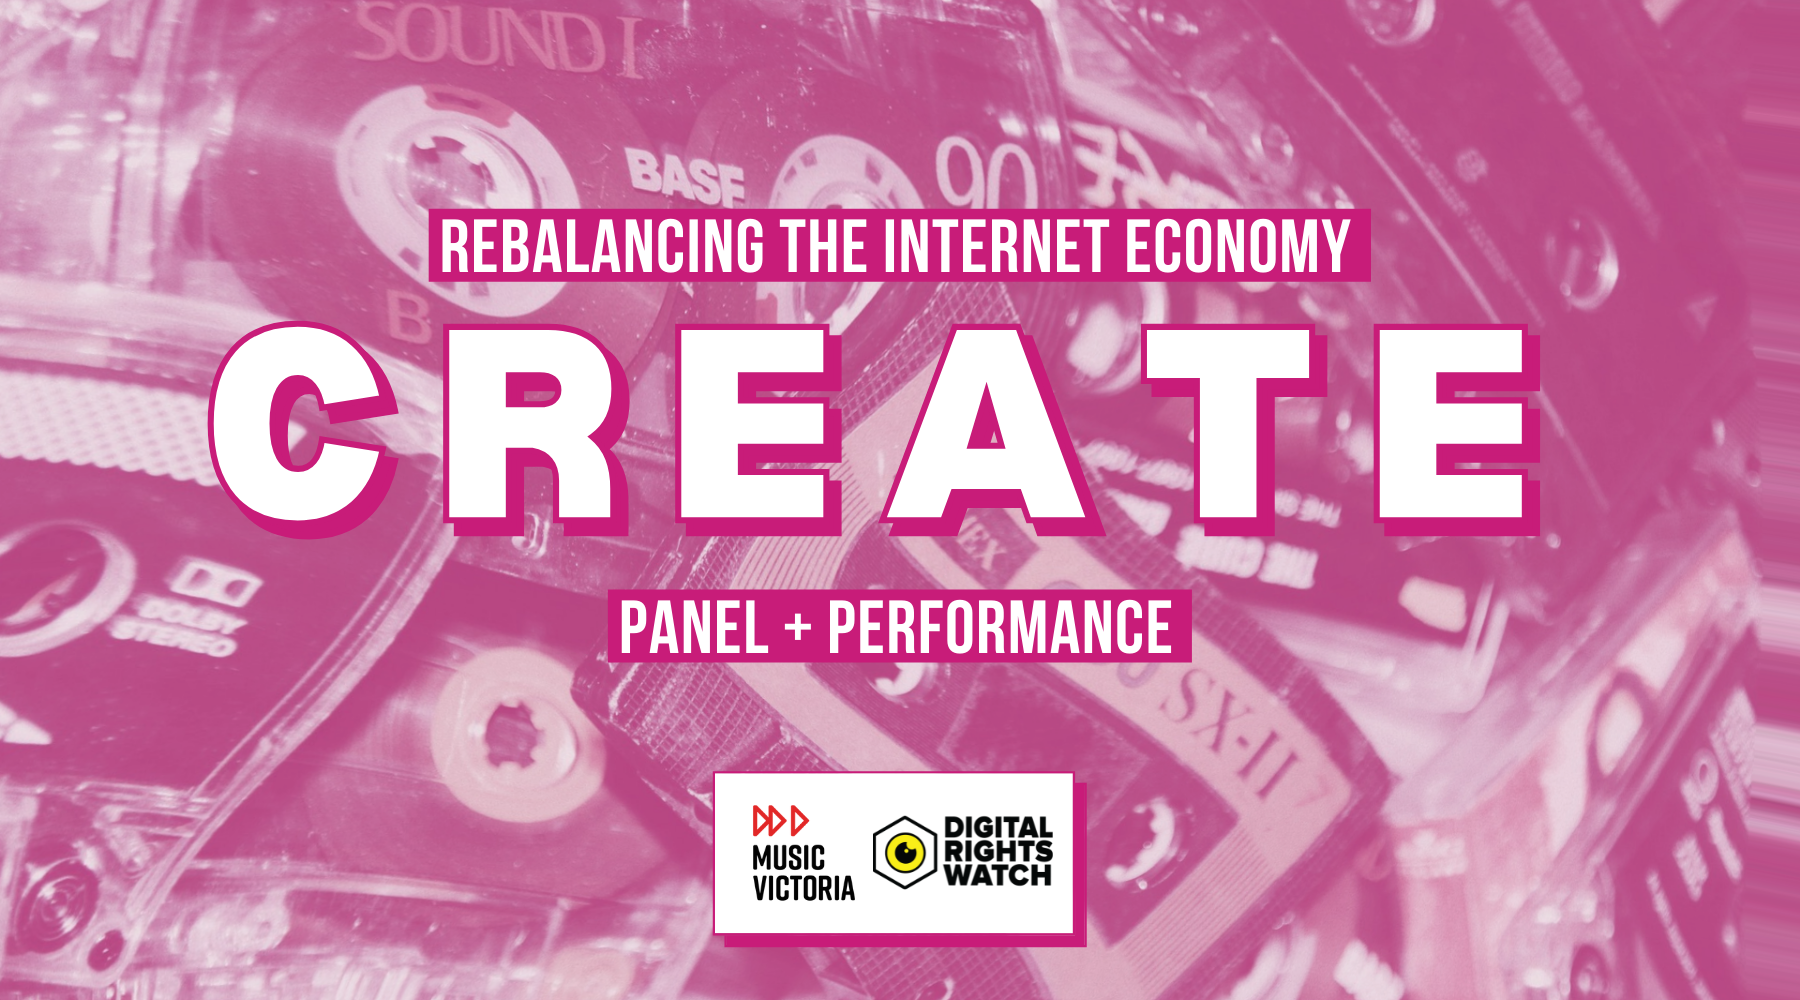 SOUND I
BASF
90
REBALANCING THE INTERNET ECONOMY
B
CREATE
DOLBY
STEREO
PANEL + PERFORMANCE
SX-II
MUSIC
VICTORIA
DIGITAL
RIGHTS
WATCH